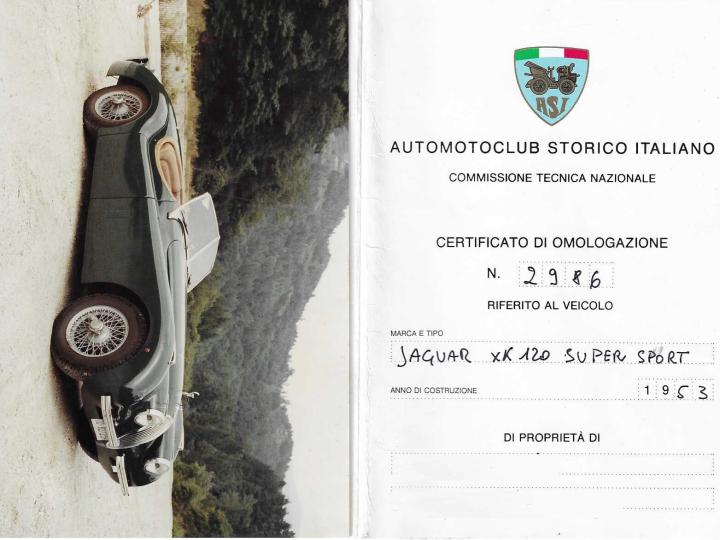 ASI
AUTOMOTOCLUB STORICO ITALIANO
COMMISSIONE TECNICA NAZIONALE
CERTIFICATO DI OMOLOGAZIONE
N. 2986
RIFERITO AL VEICOLO
MARCA E TIPO
JAGUAR XK 120 SUPER SPORT
ANNO DI COSTRUZIONE 1953
DI PROPRIETÀ DI